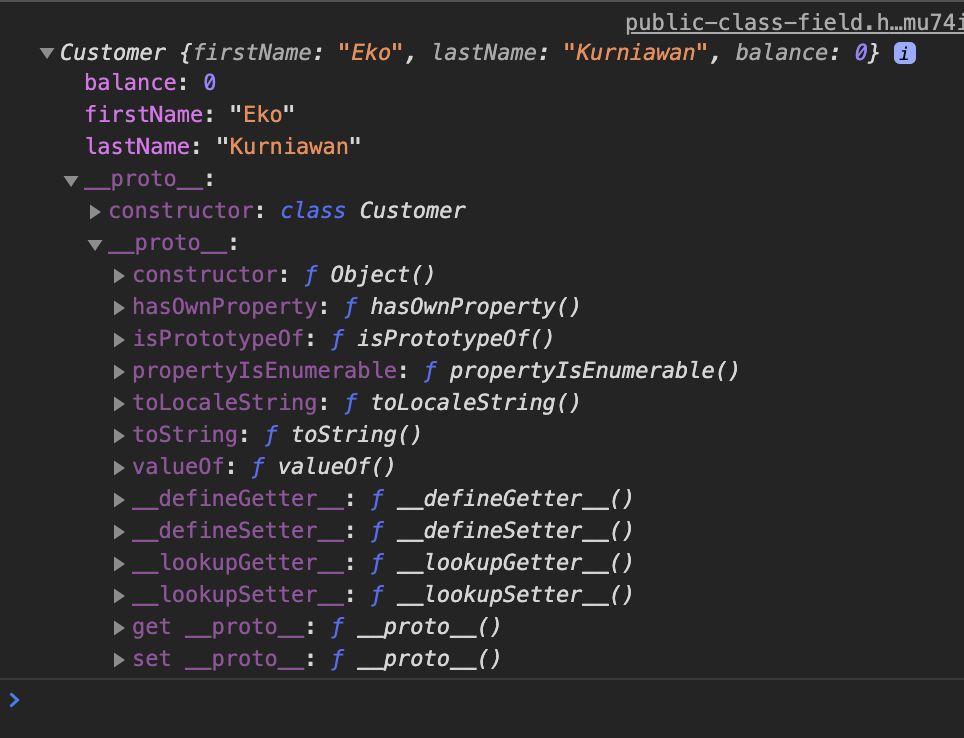 public-class-field.h…mu74i
▼Customer {firstName: "Eko", lastName: "Kurniawan", balance: 0} i
balance: 0
firstName: "Eko"
lastName: "Kurniawan"
▼__proto__:
▶constructor: class Customer
▼__proto__:
▶constructor: ƒ Object()
▶hasOwnProperty: ƒ hasOwnProperty()
▶isPrototypeOf: ƒ isPrototypeOf()
▶propertyIsEnumerable: ƒ propertyIsEnumerable()
▶toLocaleString: ƒ toLocaleString()
▶toString: ƒ toString()
▶valueOf: ƒ valueOf()
▶__defineGetter__: ƒ __defineGetter__()
▶__defineSetter__: ƒ __defineSetter__()
▶__lookupGetter__: ƒ __lookupGetter__()
▶__lookupSetter__: ƒ __lookupSetter__()
▶get __proto__: ƒ __proto__()
▶set __proto__: ƒ __proto__()
>